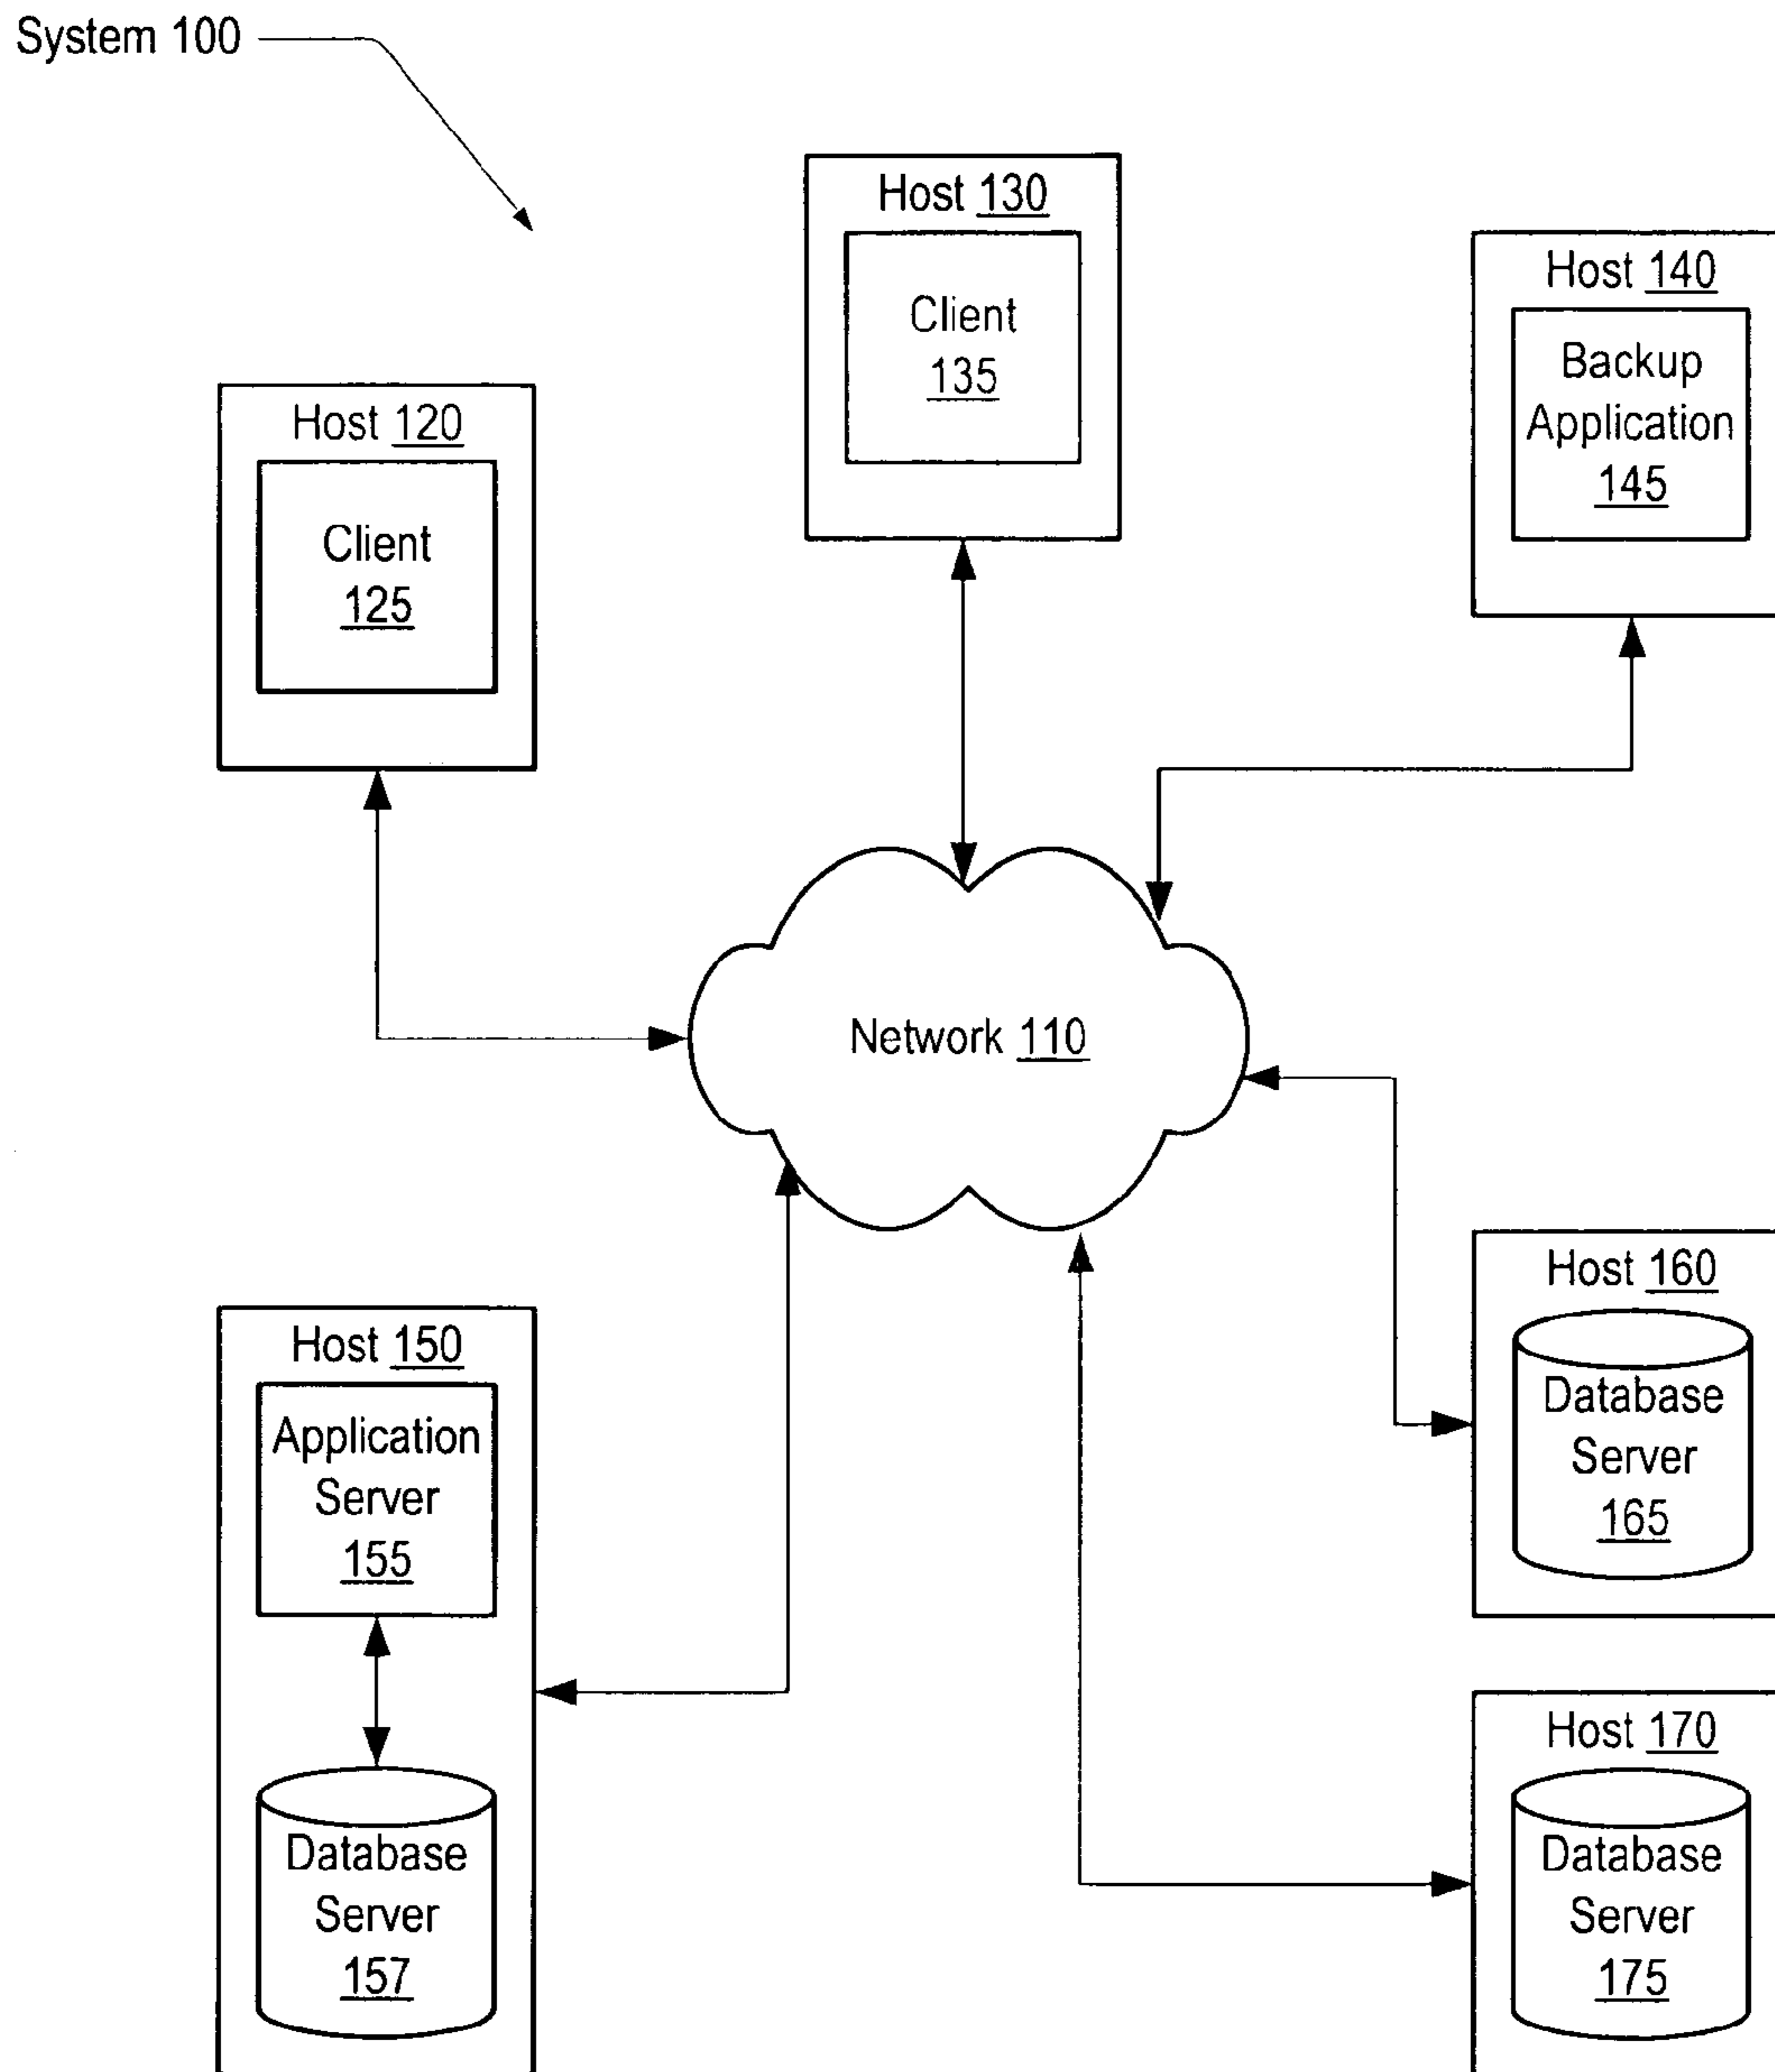 System 100
Host 130
Client
135
Host 140
Backup
Application
145
Host 120
Client
125
Network 110
Host 150
Application
Server
155
Database
Server
157
Host 160
Database
Server
165
Host 170
Database
Server
175